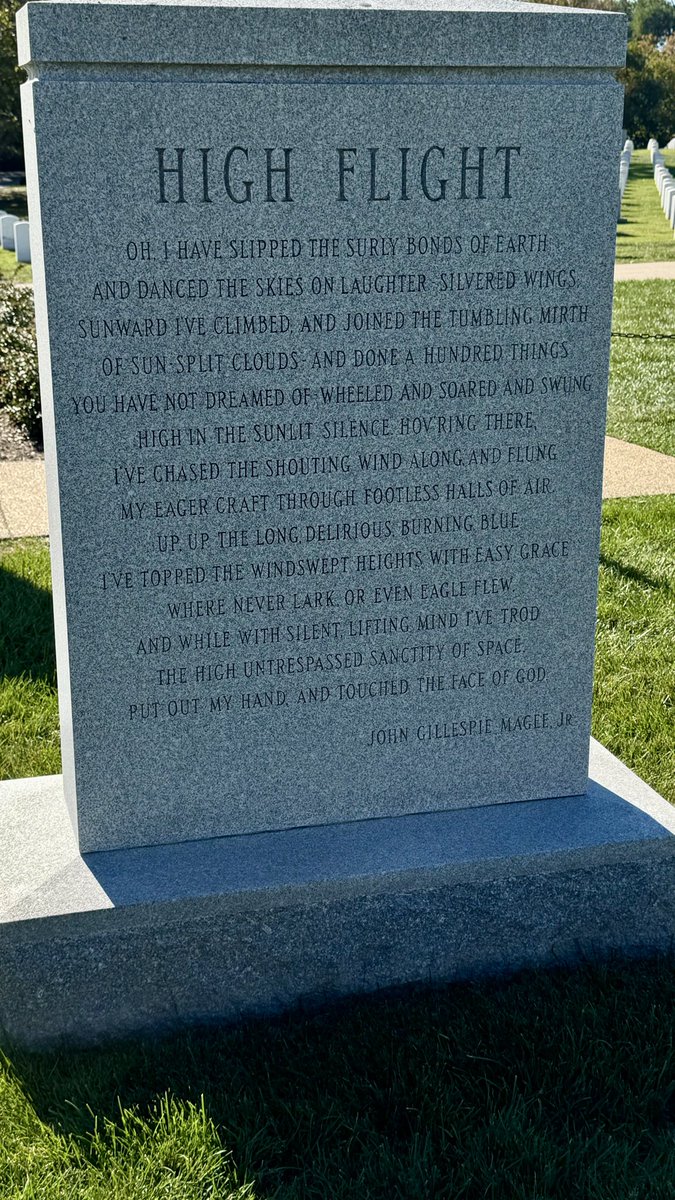 HIGH FLIGHT
OH, I HAVE SLIPPED THE SURLY BONDS OF EARTH
AND DANCED THE SKIES ON LAUGHTER-SILVERED WINGS;
SUNWARD I'VE CLIMBED, AND JOINED THE TUMBLING MIRTH
OF SUN-SPLIT CLOUDS-AND DONE A HUNDRED THINGS
YOU HAVE NOT DREAMED OF-WHEELED AND SOARED AND SWUNG
HIGH IN THE SUNLIT SILENCE. HOV'RING THERE,
I'VE CHASED THE SHOUTING WIND ALONG, AND FLUNG
MY EAGER CRAFT THROUGH FOOTLESS HALLS OF AIR.
UP, UP THE LONG, DELIRIOUS, BURNING BLUE
I'VE TOPPED THE WINDSWEPT HEIGHTS WITH EASY GRACE
WHERE NEVER LARK, OR EVEN EAGLE FLEW.
AND WHILE WITH SILENT, LIFTING MIND I'VE TROD
THE HIGH UNTRESPASSED SANCTITY OF SPACE,
PUT OUT MY HAND, AND TOUCHED THE FACE OF GOD.
JOHN GILLESPIE MAGEE, JR.